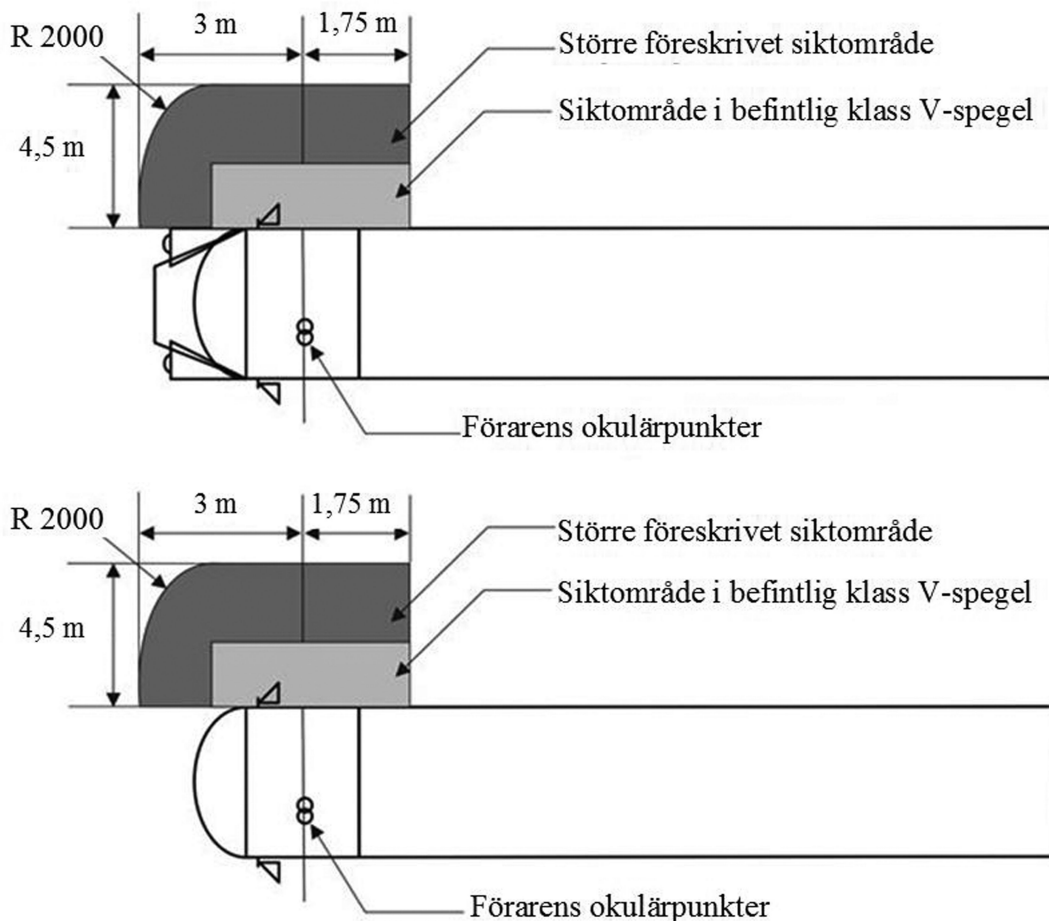 3 m
1,75 m
R 2000
Större föreskrivet siktområde
Siktområde i befintlig klass V-spegel
4,5 m
Förarens okulärpunkter
3 m
1,75 m
R 2000
Större föreskrivet siktområde
Siktområde i befintlig klass V-spegel
4,5 m
Förarens okulärpunkter